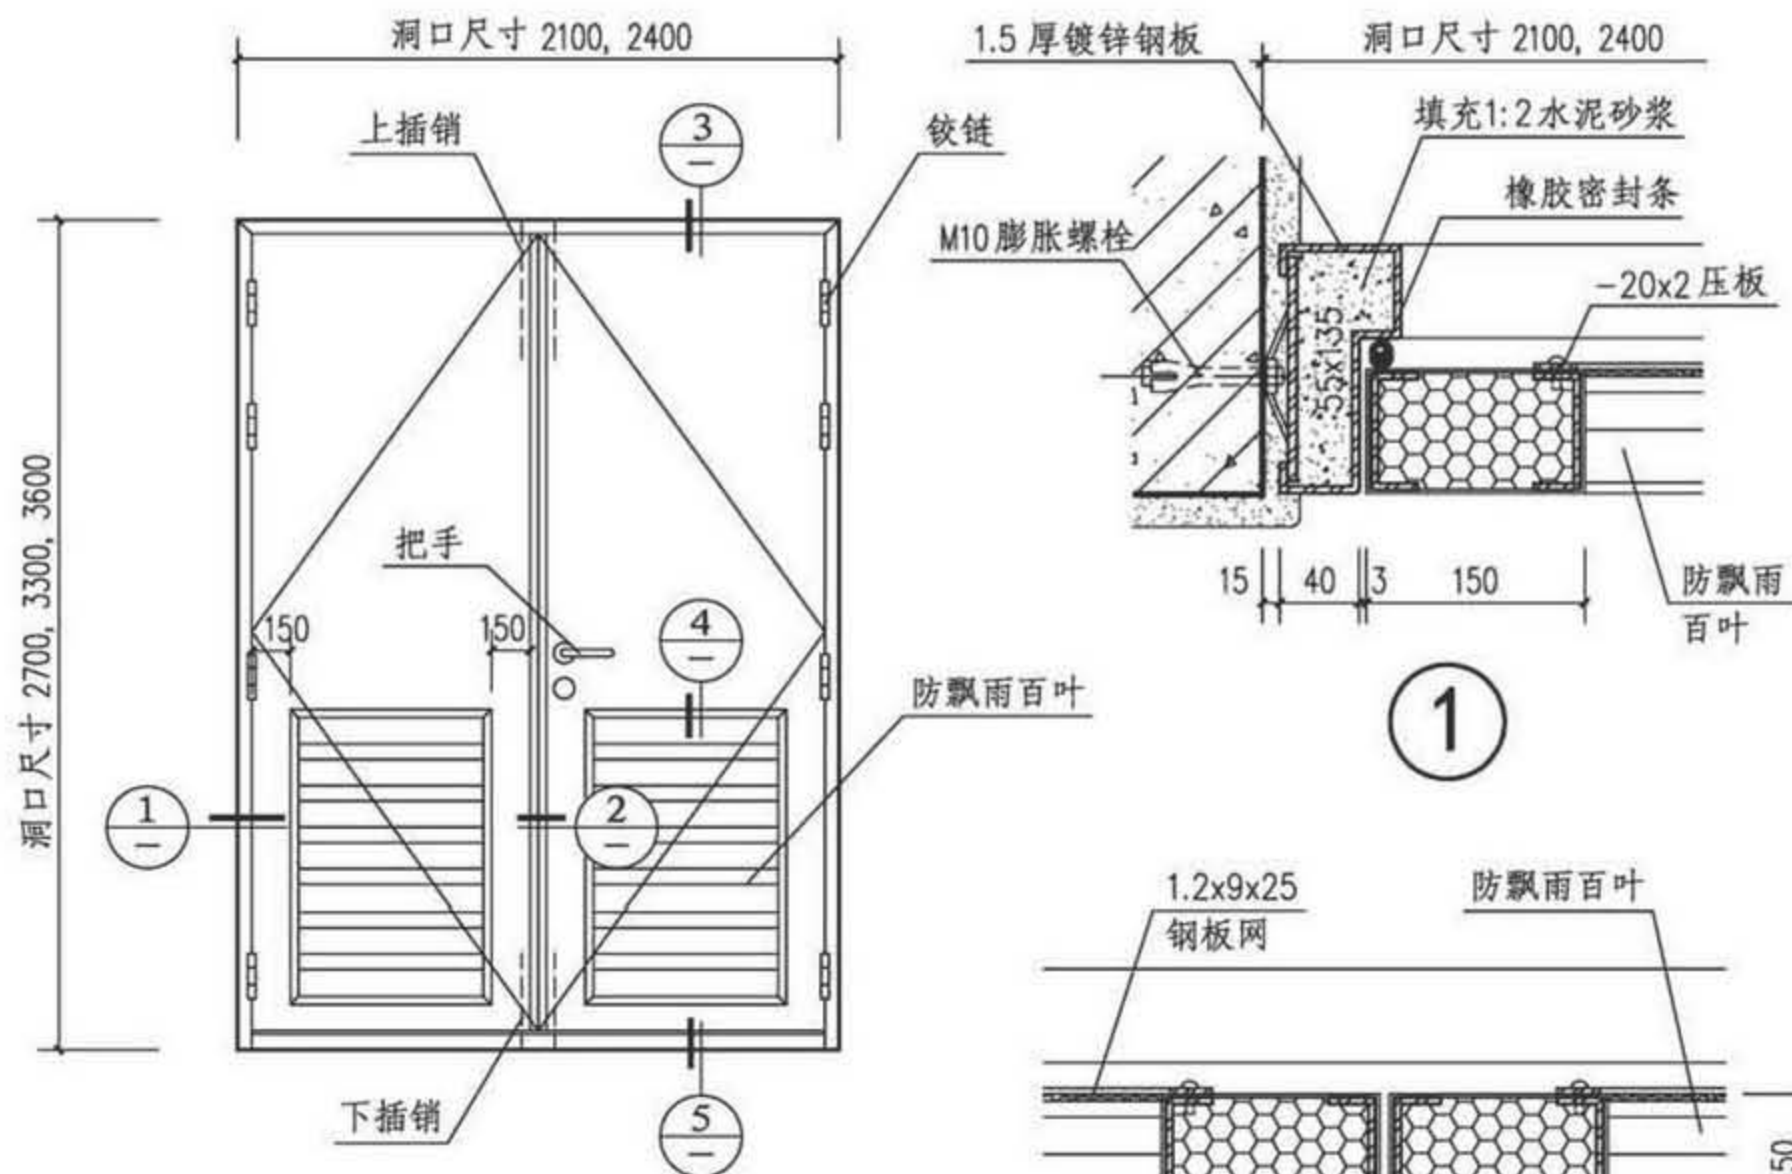 洞口尺寸 2100, 2400
上插销
3
—
铰链
洞口尺寸 2700, 3300, 3600
把手
150
150
4
—
防飘雨百叶
1
—
2
—
下插销
5
—
1.5 厚镀锌钢板
洞口尺寸 2100, 2400
填充1:2水泥砂浆
橡胶密封条
M10膨胀螺栓
-20x2 压板
55x135
15
40
3
150
防飘雨
百叶
1
1.2x9x25
钢板网
防飘雨百叶
50